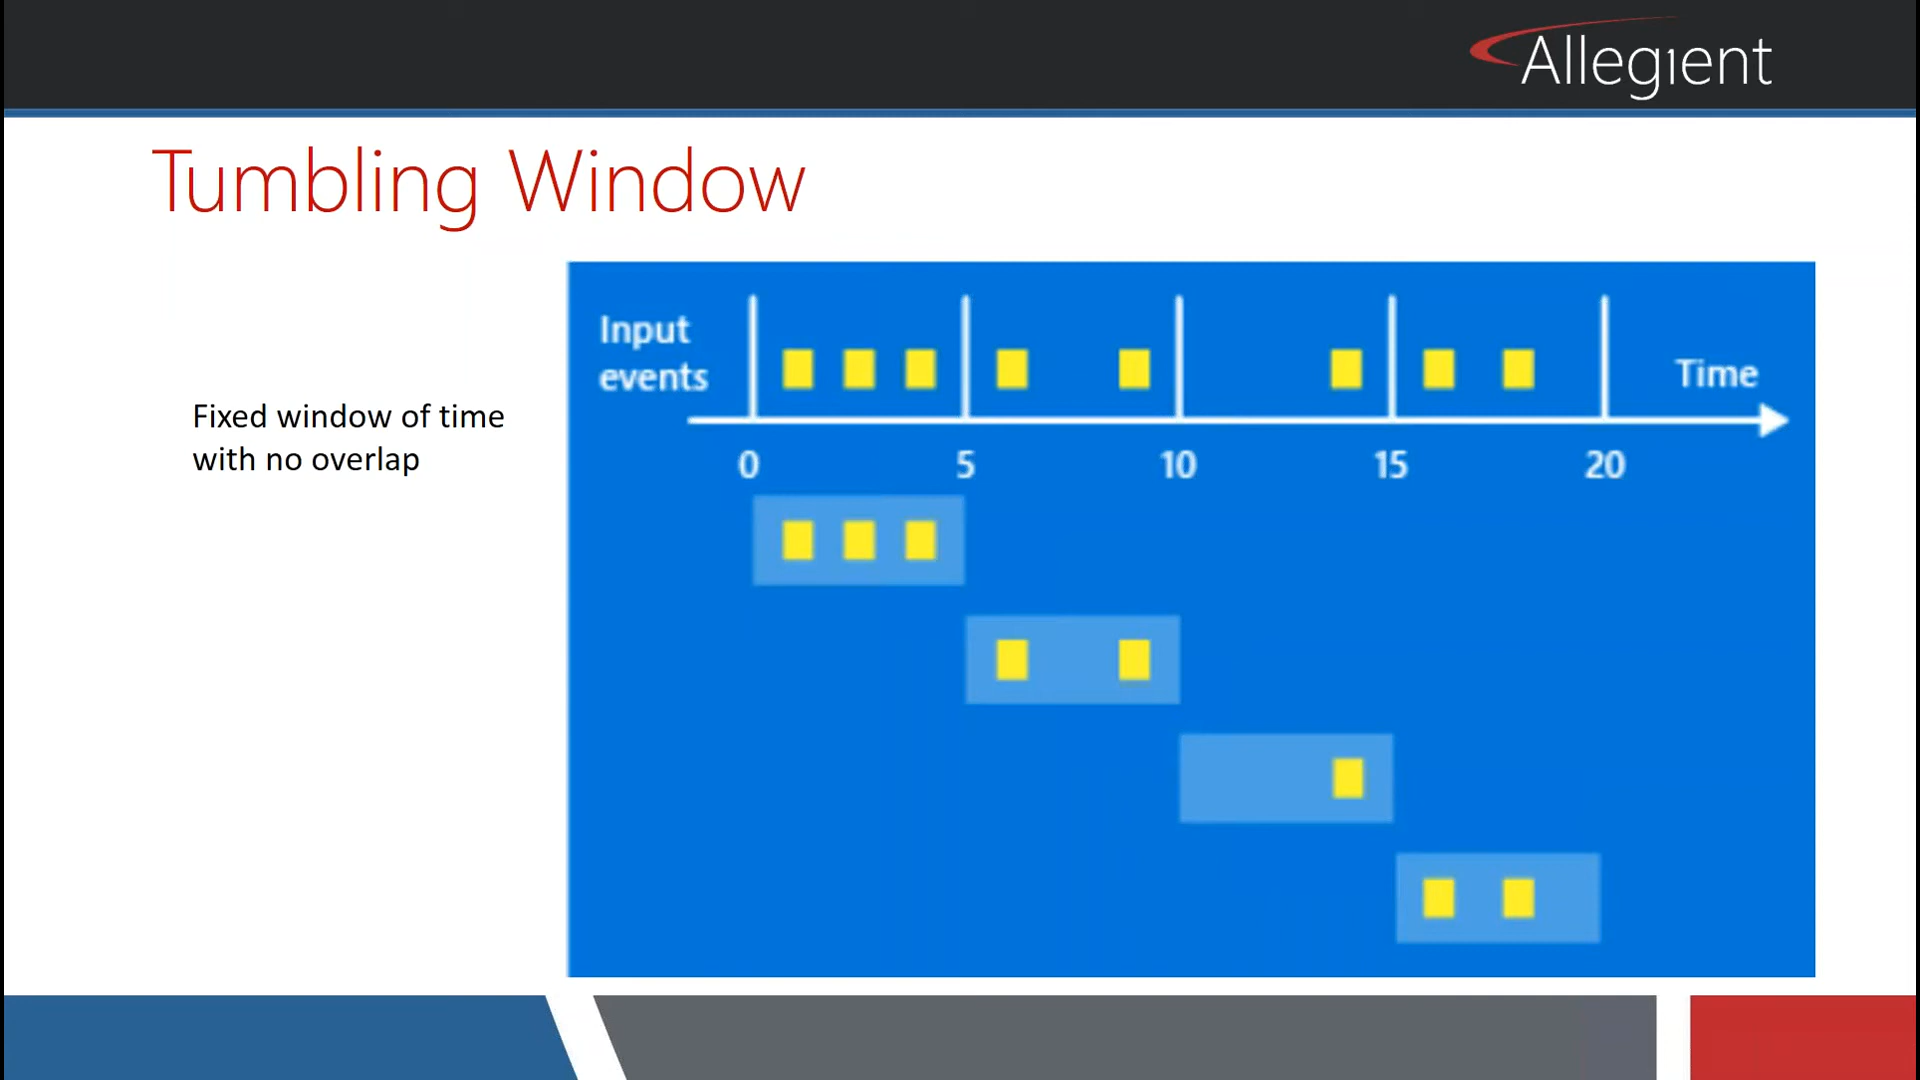 Allegient
Tumbling Window
Fixed window of time
with no overlap
Input
events
Time
0 5 10 15 20